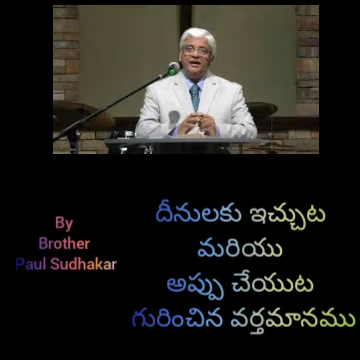 By
Brother
Paul Sudhakar
దీనులకు ఇచ్చుట
మరియు
అప్పు చేయుట
గురించిన వర్తమానము